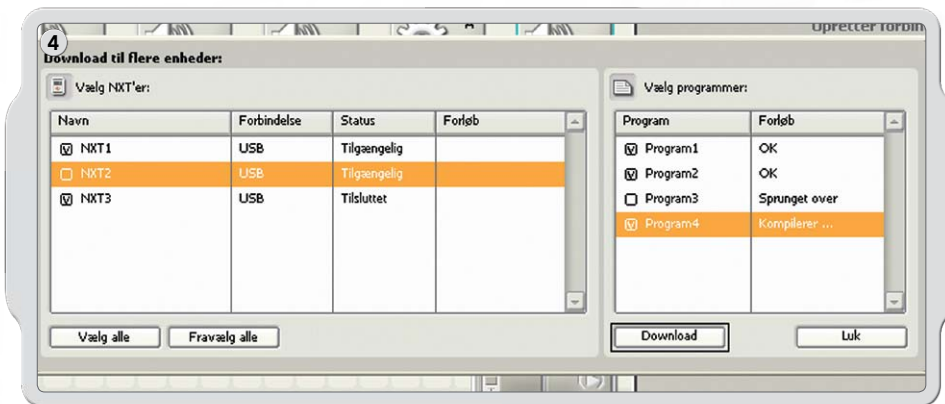 Opretter forbin
4
Download til flere enheder:
Vælg NXT'er:
Navn Forbindelse Status Forløb
NXT1 USB Tilgængelig
NXT2 USB Tilgængelig
NXT3 USB Tilsluttet
Vælg alle Fravælg alle
Vælg programmer:
Program Forløb
Program1 OK
Program2 OK
Program3 Sprunget over
Program4 Kompilerer ...
Download Luk